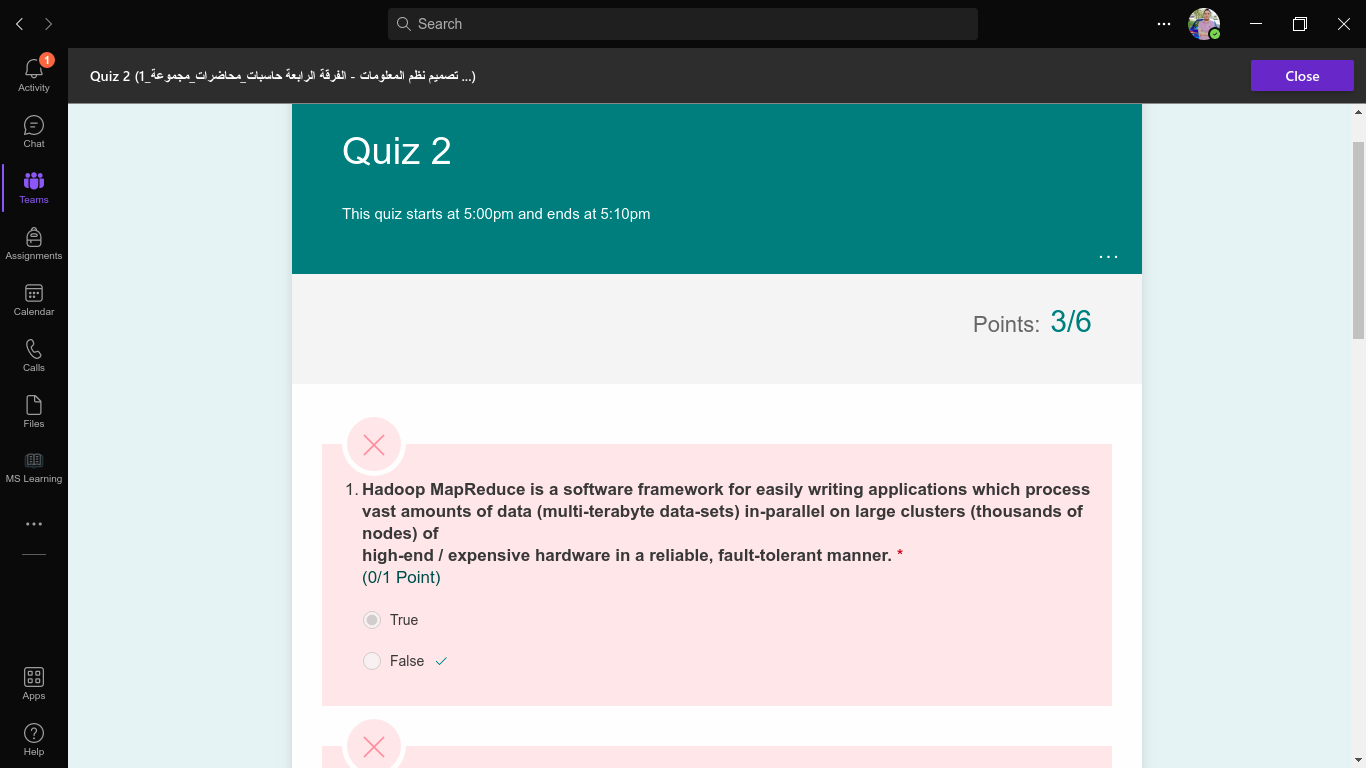 Search
1
Activity
Chat
Teams
Assignments
Calendar
Calls
Files
MS Learning
Apps
Help
Quiz 2 (1_تصميم نظم المعلومات - الفرقة الرابعة حاسبات_محاضرات_مجموعة ...)
Close
Quiz 2
This quiz starts at 5:00pm and ends at 5:10pm
Points: 3/6
1. Hadoop MapReduce is a software framework for easily writing applications which process
vast amounts of data (multi-terabyte data-sets) in-parallel on large clusters (thousands of
nodes) of
high-end / expensive hardware in a reliable, fault-tolerant manner. *
(0/1 Point)
True
False